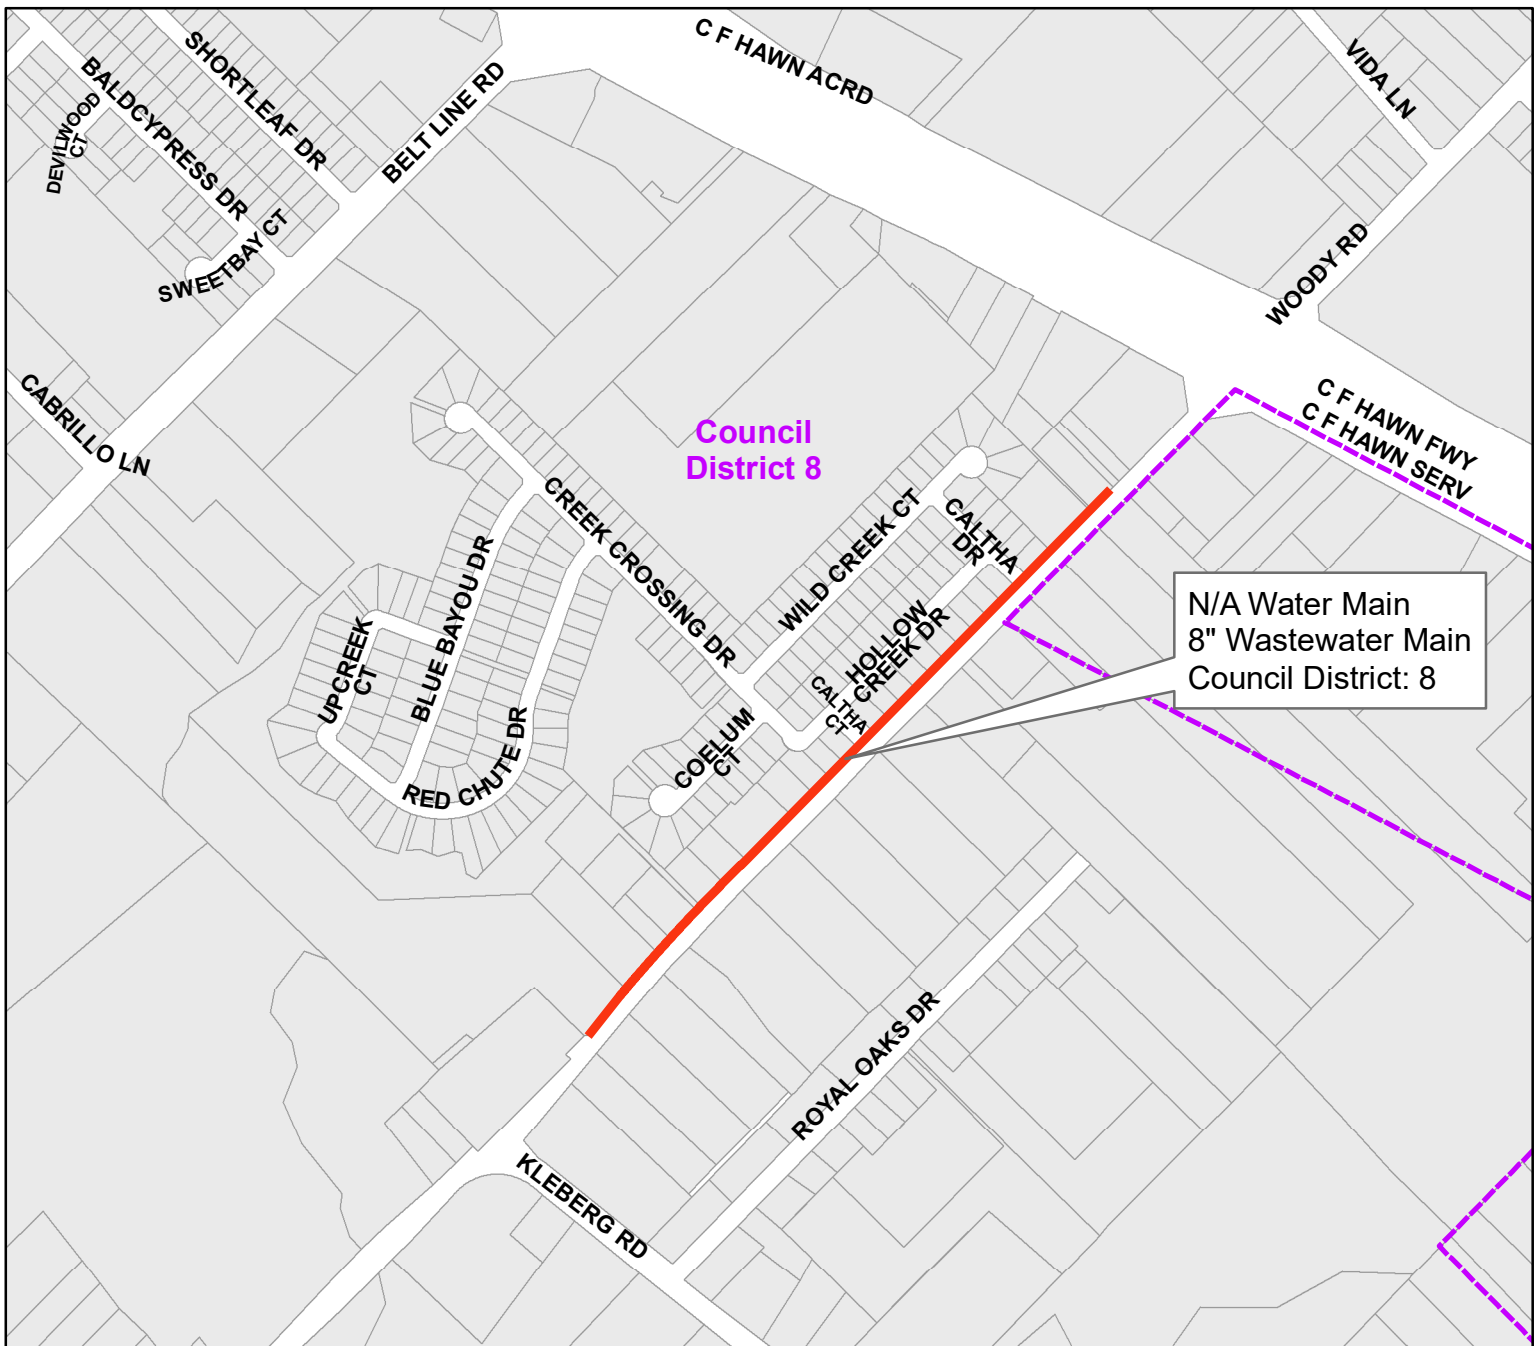 C F HAWN ACRD
SHORTLEAF DR
VIDA LN
BALDCYPRESS DR
BELT LINE RD
DEVILWOOD
CT
SWEETBAY CT
WOODY RD
CABRILLO LN
C F HAWN FWY
C F HAWN SERV
Council
District 8
CREEK CROSSING DR
WILD CREEK CT
CALTHA
DR
BLUE BAYOU DR
HOLLOW
CREEK DR
N/A Water Main
8" Wastewater Main
Council District: 8
UPCREEK
CT
CALTHA
CT
COELUM
CT
RED CHUTE DR
ROYAL OAKS DR
KLEBERG RD